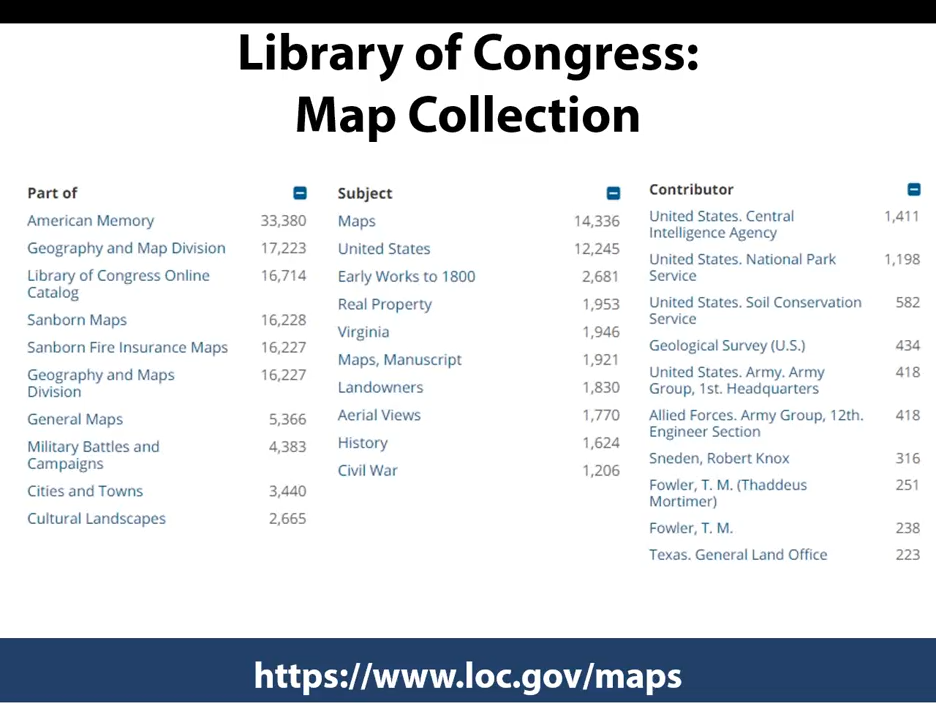 Library of Congress:
Map Collection
Part of
American Memory 33,380
Geography and Map Division 17,223
Library of Congress Online 16,714
Catalog
Sanborn Maps 16,228
Sanborn Fire Insurance Maps 16,227
Geography and Maps 16,227
Division
General Maps 5,366
Military Battles and 4,383
Campaigns
Cities and Towns 3,440
Cultural Landscapes 2,665
Subject
Maps 14,336
United States 12,245
Early Works to 1800 2,681
Real Property 1,953
Virginia 1,946
Maps, Manuscript 1,921
Landowners 1,830
Aerial Views 1,770
History 1,624
Civil War 1,206
Contributor
United States. Central 1,411
Intelligence Agency
United States. National Park 1,198
Service
United States. Soil Conservation 582
Service
Geological Survey (U.S.) 434
United States. Army. Army 418
Group, 1st. Headquarters
Allied Forces. Army Group, 12th. 418
Engineer Section
Sneden, Robert Knox 316
Fowler, T. M. (Thaddeus 251
Mortimer)
Fowler, T. M. 238
Texas. General Land Office 223
https://www.loc.gov/maps